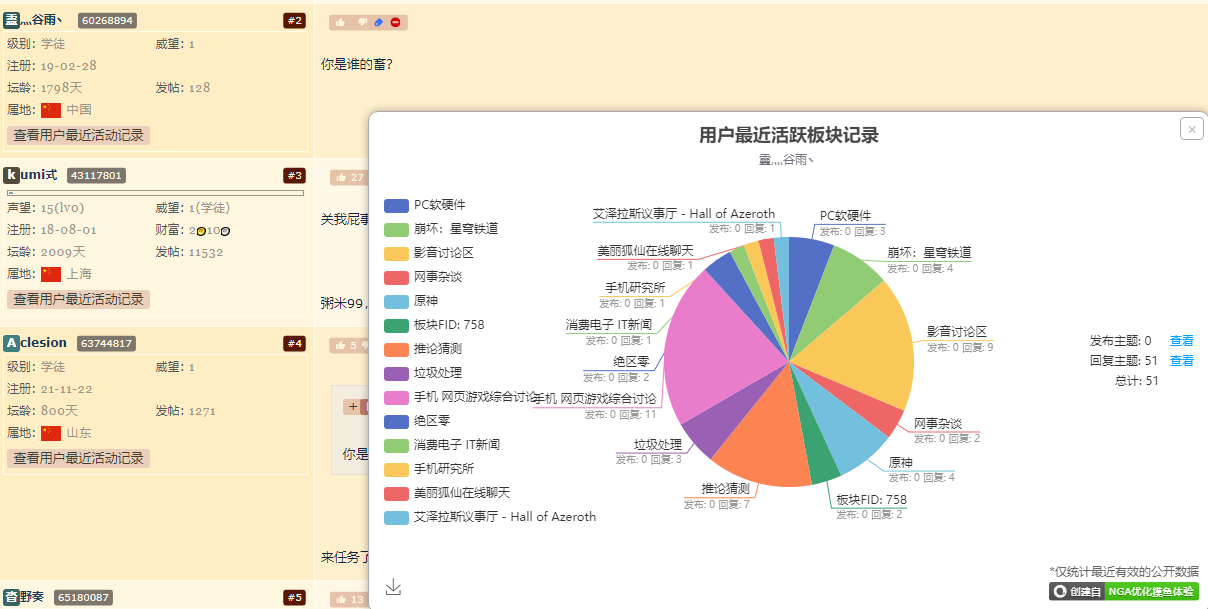 靊灬谷雨丶 60268894 #2
级别: 学徒 威望: 1
注册: 19-02-28
坛龄: 1798天 发帖: 128
属地: 中国
查看用户最近活动记录
你是谁的畜?
kumi式 43117801 #3
声望: 15(lv0) 威望: 1(学徒)
注册: 18-08-01 财富: 2 10
坛龄: 2009天 发帖: 11532
属地: 上海
查看用户最近活动记录
27
关我屁事
粥米99,
Aclesion 63744817 #4
级别: 学徒 威望: 1
注册: 21-11-22
坛龄: 800天 发帖: 1271
属地: 山东
查看用户最近活动记录
5
+
你是
来任务了
沓野奏 65180087 #5
13
用户最近活跃板块记录
×
靊灬谷雨丶
PC软件
崩坏：星穹铁道
影音讨论区
网事杂谈
原神
板块FID: 758
推论猜测
垃圾处理
手机 网页游戏综合讨论
绝区零
消费电子 IT新闻
手机研究所
美丽狐仙在线聊天
艾泽拉斯议事厅 - Hall of Azeroth
艾泽拉斯议事厅 - Hall of Azeroth
发布: 0 回复: 1
美丽狐仙在线聊天
发布: 0 回复: 1
手机研究所
发布: 0 回复: 1
消费电子 IT新闻
发布: 0 回复: 1
绝区零
发布: 0 回复: 2
手机 网页游戏综合讨论
发布: 0 回复: 11
垃圾处理
发布: 0 回复: 3
推论猜测
发布: 0 回复: 7
PC软件
发布: 0 回复: 3
崩坏：星穹铁道
发布: 0 回复: 4
影音讨论区
发布: 0 回复: 9
网事杂谈
发布: 0 回复: 2
原神
发布: 0 回复: 4
板块FID: 758
发布: 0 回复: 2
发布主题: 0 查看
回复主题: 51 查看
总计: 51
*仅统计最近有效的公开数据
创建自 NGA优化摸鱼体验